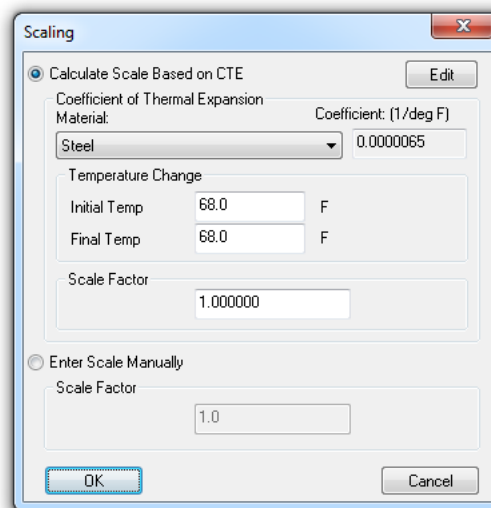 Scaling
Calculate Scale Based on CTE
Edit
Coefficient of Thermal Expansion
Material:
Coefficient: (1/deg F)
Steel
0.0000065
Temperature Change
Initial Temp 68.0 F
Final Temp 68.0 F
Scale Factor
1.000000
Enter Scale Manually
Scale Factor
1.0
OK Cancel